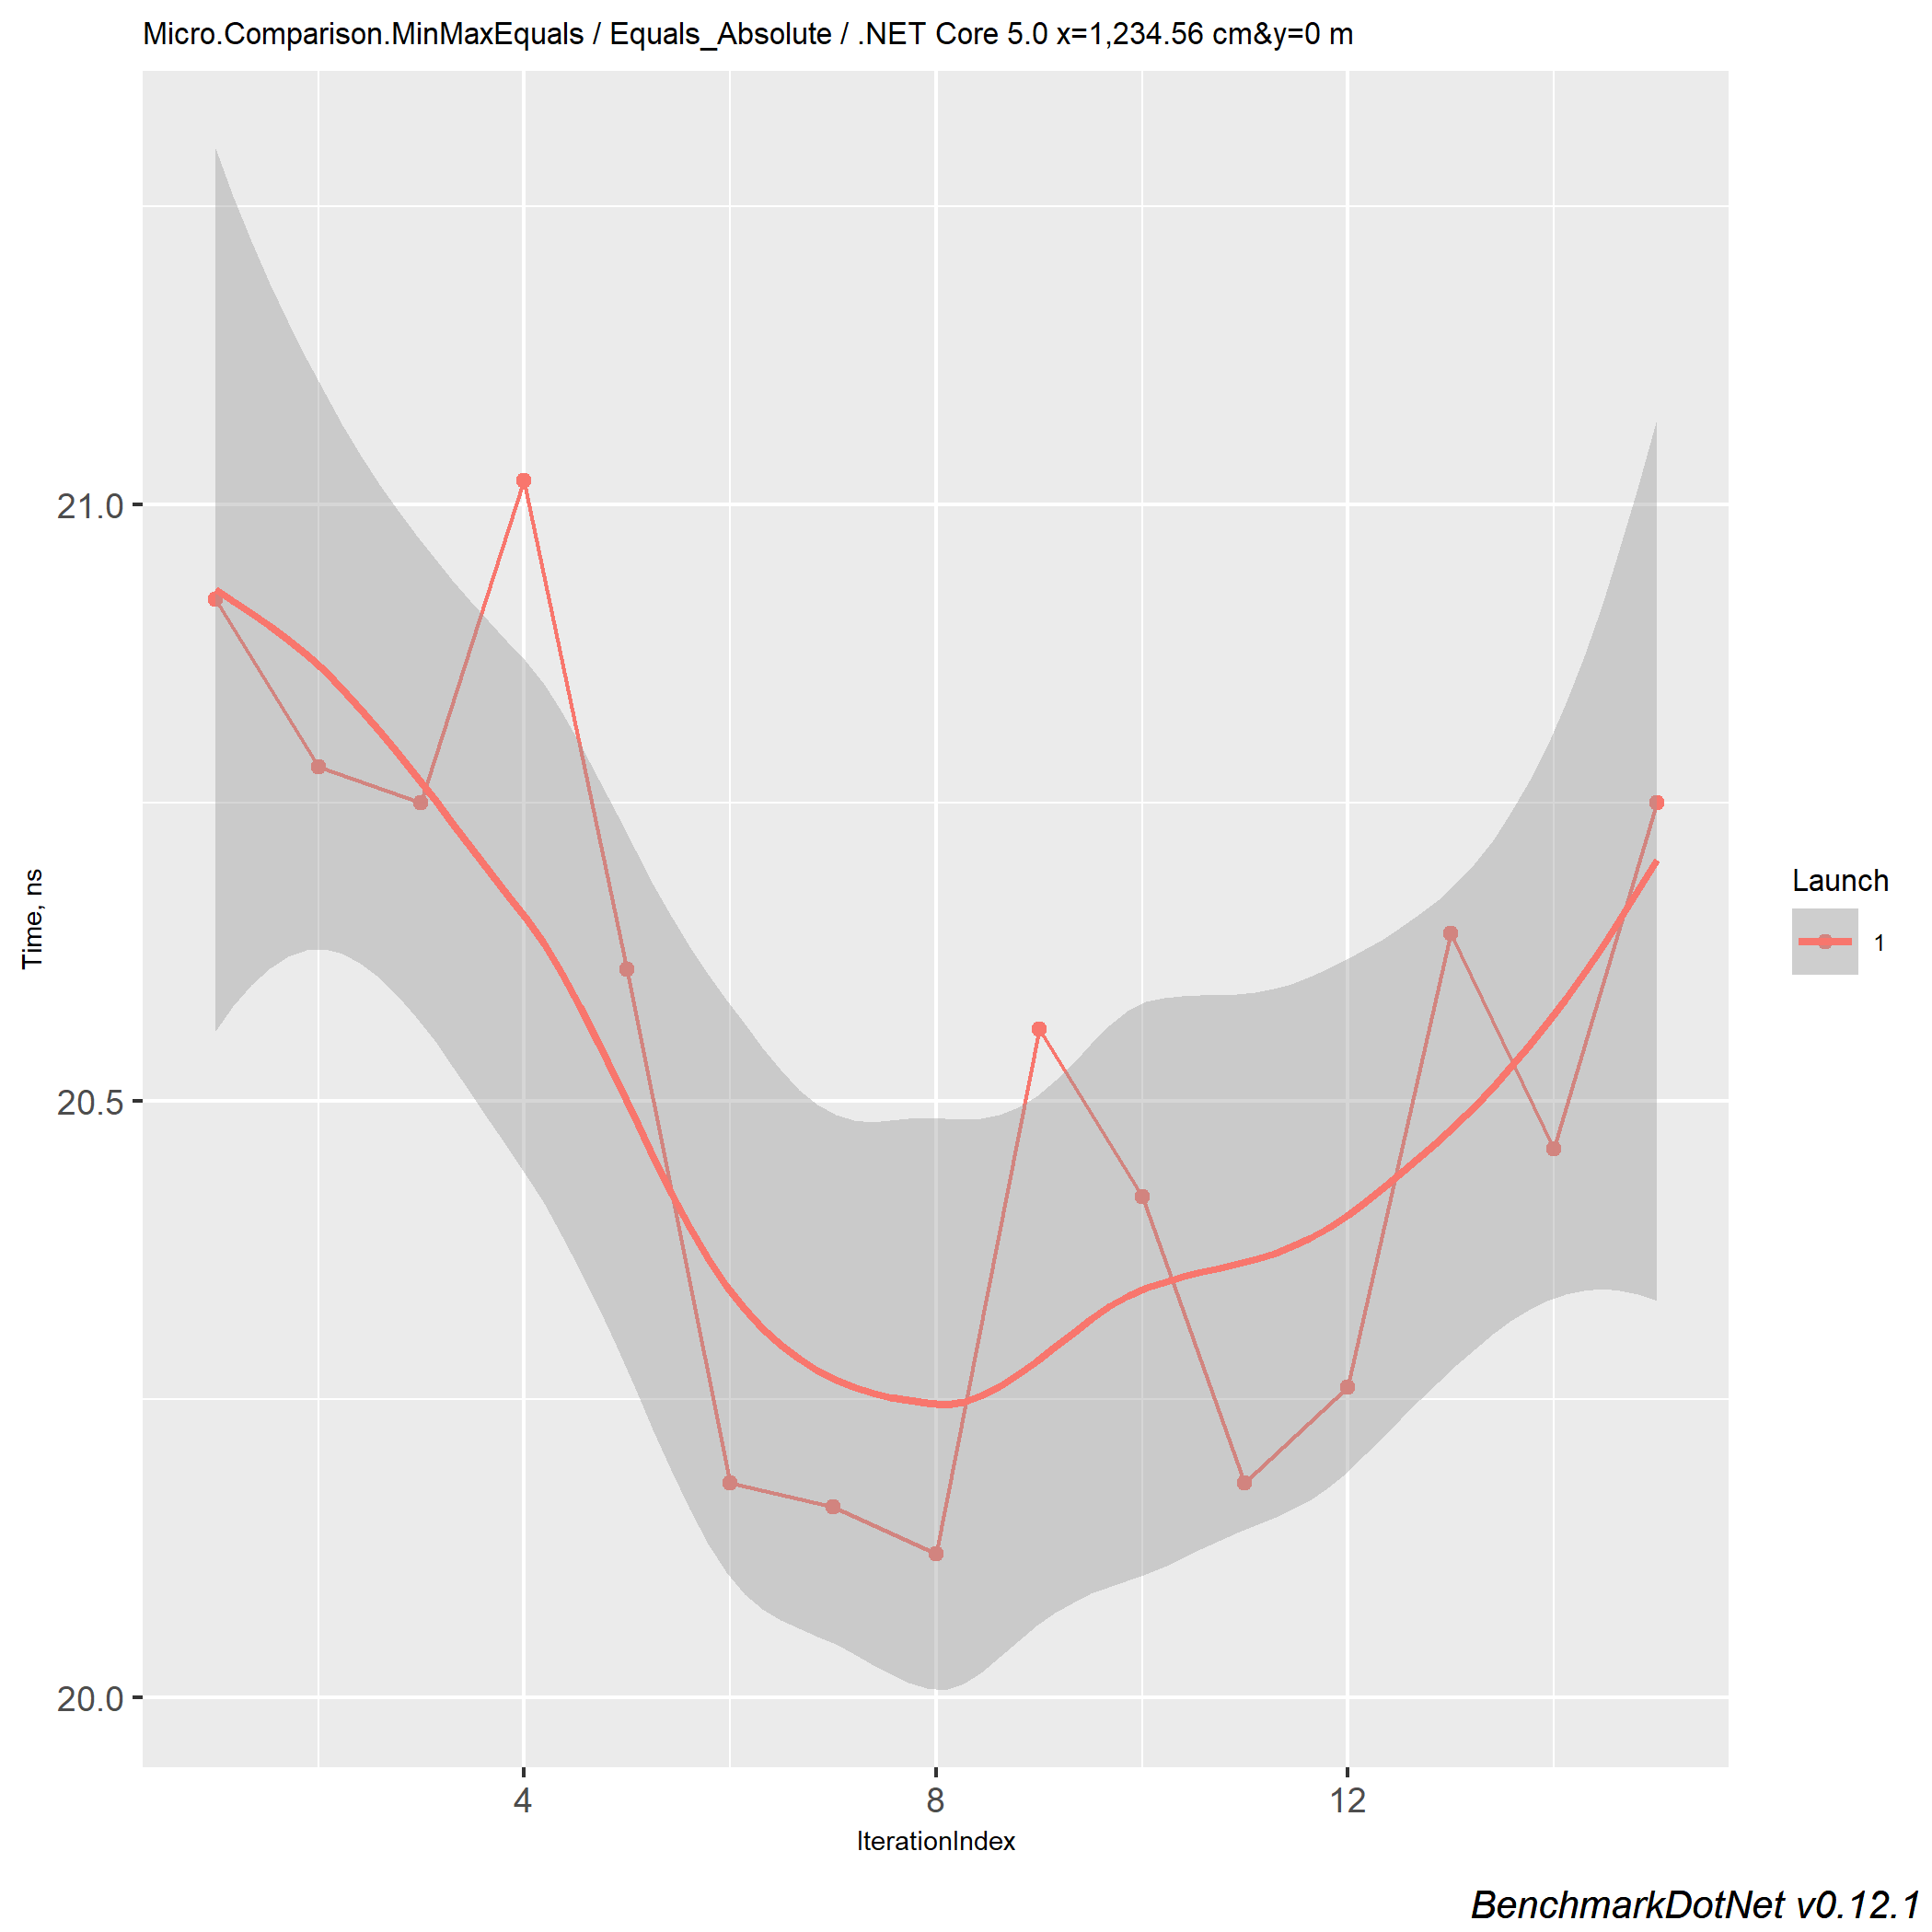 Micro.Comparison.MinMaxEquals / Equals_Absolute / .NET Core 5.0 x=1,234.56 cm&y=0 m
21.0
20.5
20.0
Time, ns
4 8 12
IterationIndex
Launch
1
BenchmarkDotNet v0.12.1